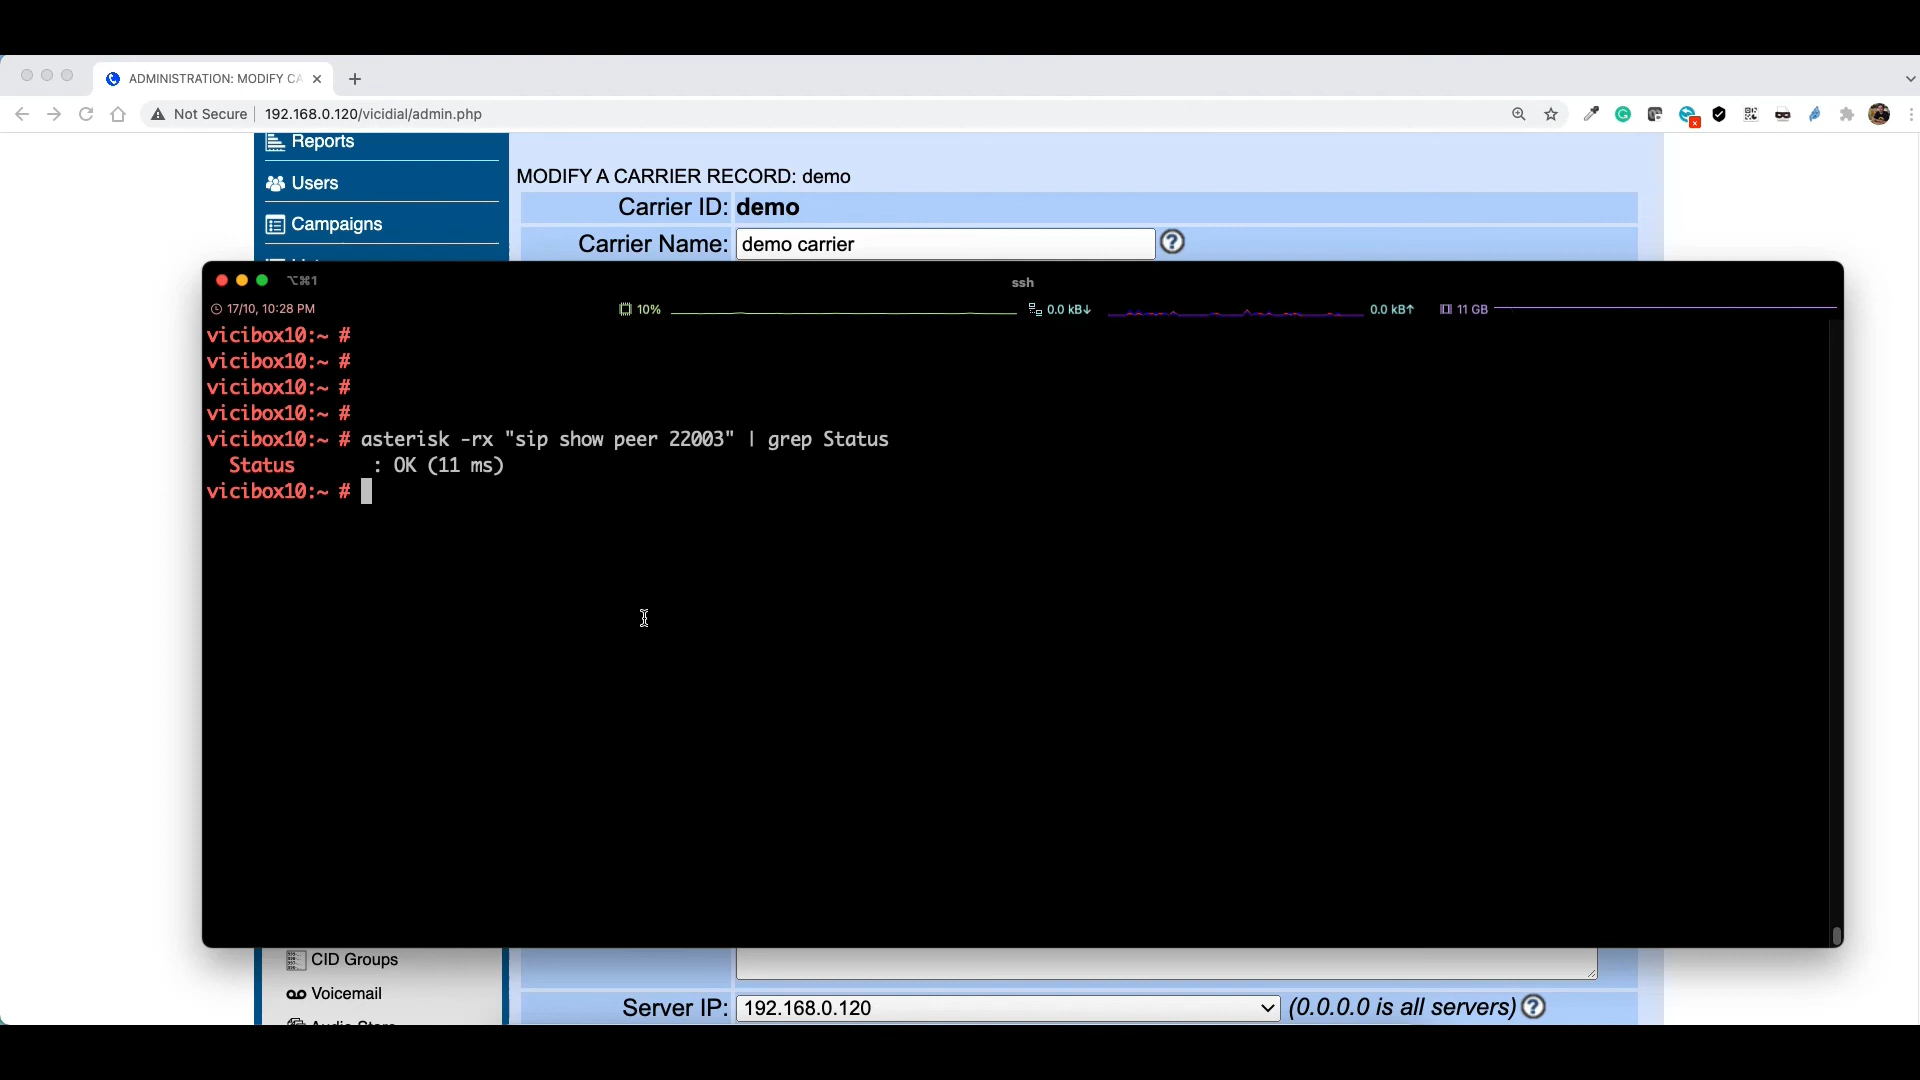 ADMINISTRATION: MODIFY CA
Not Secure
192.168.0.120/vicidial/admin.php
Reports
Users
Campaigns
MODIFY A CARRIER RECORD: demo
Carrier ID: demo
Carrier Name: demo carrier
⌥⌘1
ssh
17/10, 10:28 PM
10%
0.0 kB↓
0.0 kB↑
11 GB
vicibox10:~ #
vicibox10:~ #
vicibox10:~ #
vicibox10:~ #
vicibox10:~ # asterisk -rx "sip show peer 22003" | grep Status
Status : OK (11 ms)
vicibox10:~ #
CID Groups
Voicemail
Server IP: 192.168.0.120 (0.0.0.0 is all servers)